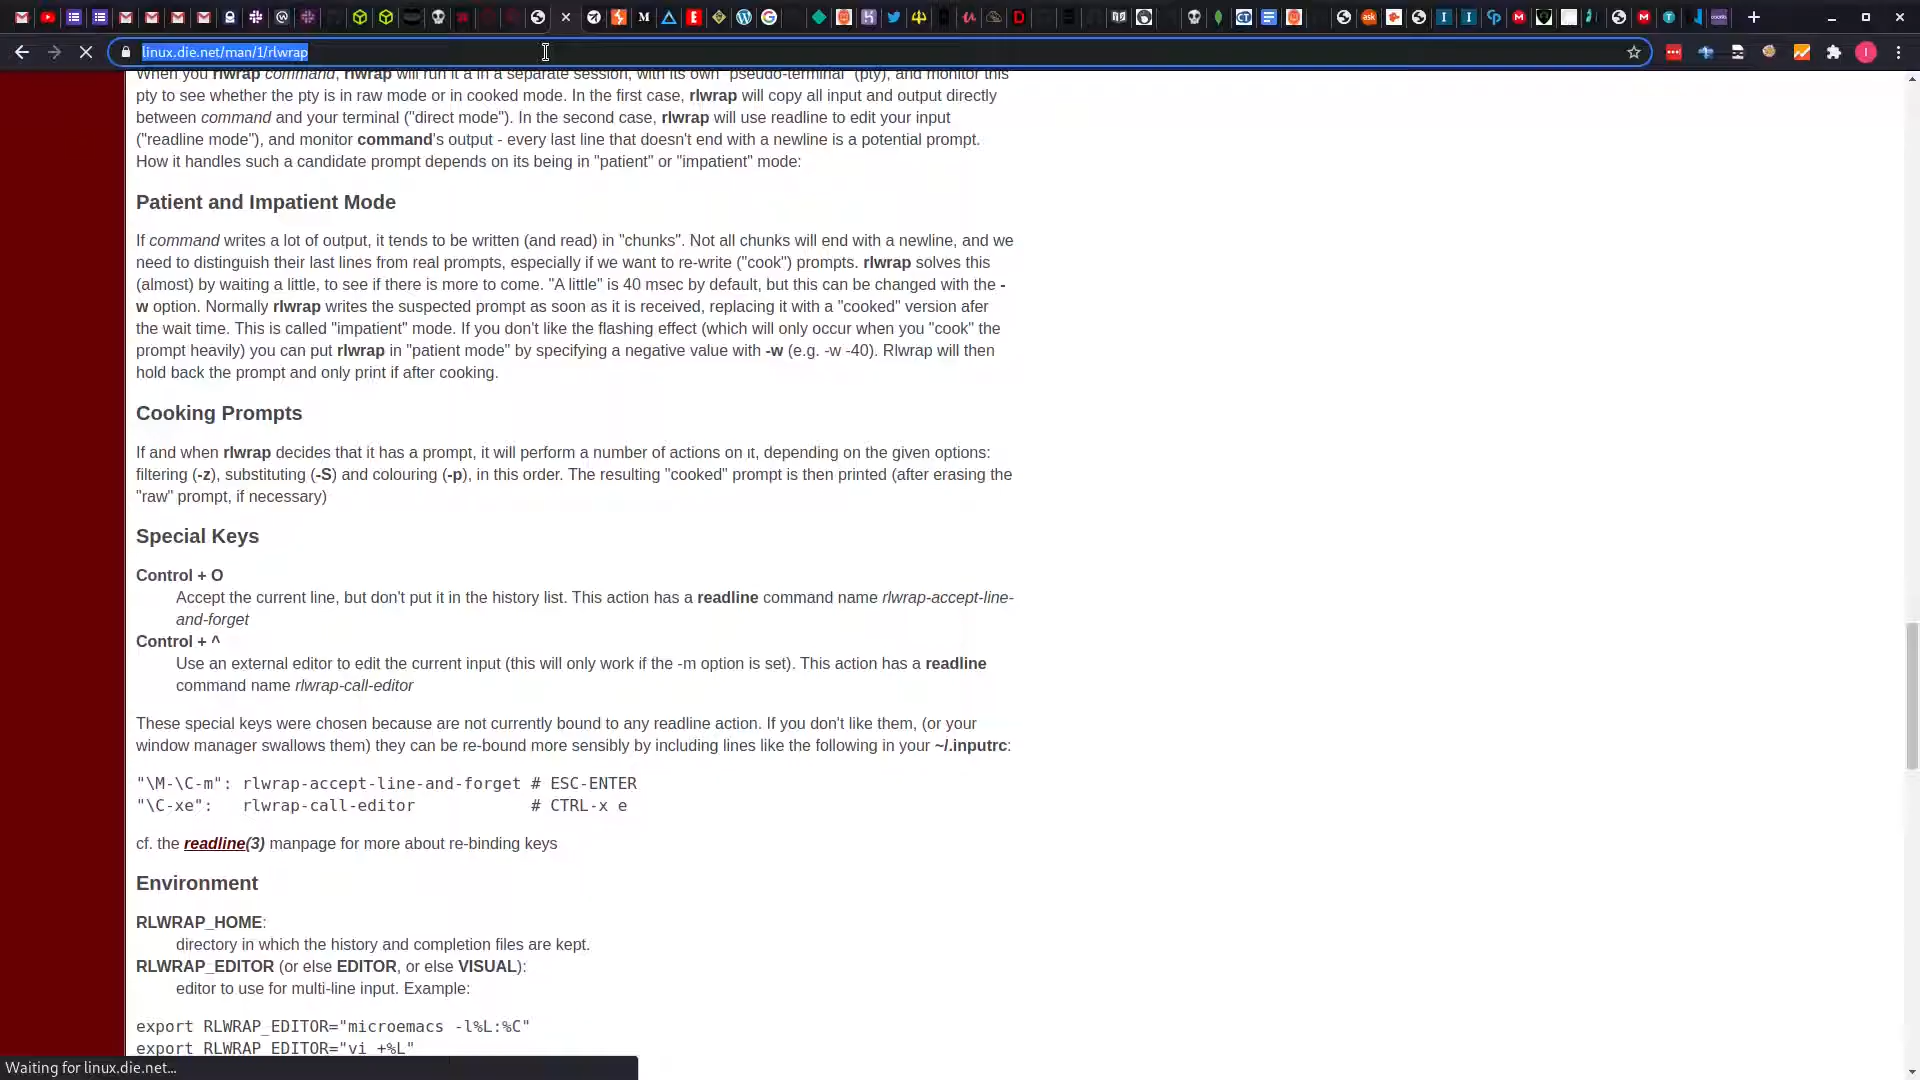 linux.die.net/man/1/rlwrap
When you rlwrap command, rlwrap will run it a in a separate session, with its own "pseudo-terminal" (pty), and monitor this
pty to see whether the pty is in raw mode or in cooked mode. In the first case, rlwrap will copy all input and output directly
between command and your terminal ("direct mode"). In the second case, rlwrap will use readline to edit your input
("readline mode"), and monitor command's output - every last line that doesn't end with a newline is a potential prompt.
How it handles such a candidate prompt depends on its being in "patient" or "impatient" mode:
Patient and Impatient Mode
If command writes a lot of output, it tends to be written (and read) in "chunks". Not all chunks will end with a newline, and we
need to distinguish their last lines from real prompts, especially if we want to re-write ("cook") prompts. rlwrap solves this
(almost) by waiting a little, to see if there is more to come. "A little" is 40 msec by default, but this can be changed with the -
w option. Normally rlwrap writes the suspected prompt as soon as it is received, replacing it with a "cooked" version afer
the wait time. This is called "impatient" mode. If you don't like the flashing effect (which will only occur when you "cook" the
prompt heavily) you can put rlwrap in "patient mode" by specifying a negative value with -w (e.g. -w -40). Rlwrap will then
hold back the prompt and only print if after cooking.
Cooking Prompts
If and when rlwrap decides that it has a prompt, it will perform a number of actions on it, depending on the given options:
filtering (-z), substituting (-S) and colouring (-p), in this order. The resulting "cooked" prompt is then printed (after erasing the
"raw" prompt, if necessary)
Special Keys
Control + O
Accept the current line, but don't put it in the history list. This action has a readline command name rlwrap-accept-line-
and-forget
Control + ^
Use an external editor to edit the current input (this will only work if the -m option is set). This action has a readline
command name rlwrap-call-editor
These special keys were chosen because are not currently bound to any readline action. If you don't like them, (or your
window manager swallows them) they can be re-bound more sensibly by including lines like the following in your ~/.inputrc:
"\M-\C-m": rlwrap-accept-line-and-forget # ESC-ENTER
"\C-xe":   rlwrap-call-editor            # CTRL-x e
cf. the readline(3) manpage for more about re-binding keys
Environment
RLWRAP_HOME:
directory in which the history and completion files are kept.
RLWRAP_EDITOR (or else EDITOR, or else VISUAL):
editor to use for multi-line input. Example:
export RLWRAP_EDITOR="microemacs -l%L:%C"
export RLWRAP_EDITOR="vi +%L"
Waiting for linux.die.net...